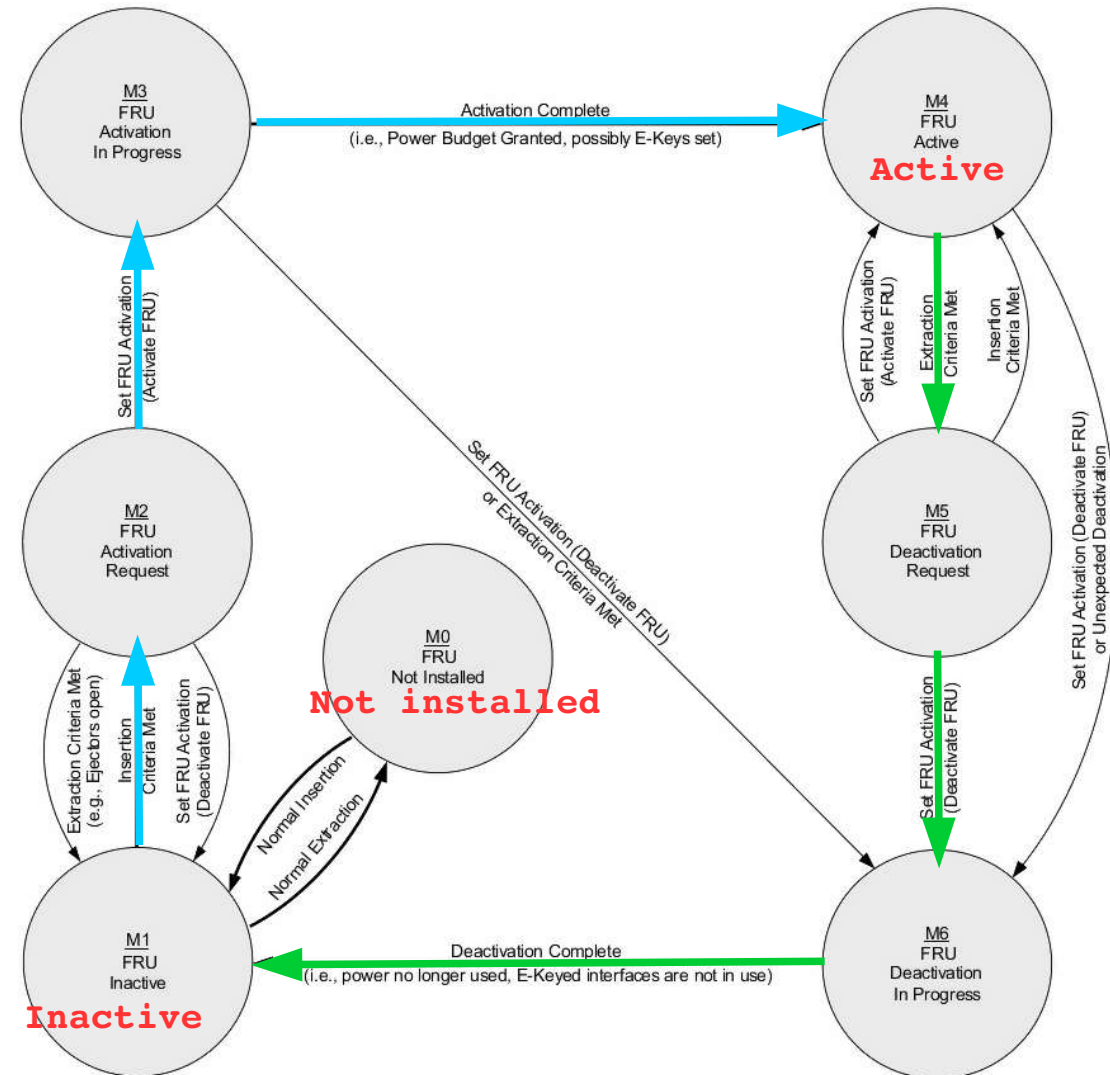 M3
FRU
Activation
In Progress
Activation Complete
(i.e., Power Budget Granted, possibly E-Keys set)
M4
FRU
Active
Active
Set FRU Activation
(Activate FRU)
Set FRU Activation
(Activate FRU)
Extraction
Criteria Met
Insertion
Criteria Met
Set FRU Activation (Deactivate FRU)
or Unexpected Deactivation
Set FRU Activation (Deactivate FRU)
or Extraction Criteria Met
M2
FRU
Activation
Request
M5
FRU
Deactivation
Request
M0
FRU
Not Installed
Not installed
Extraction Criteria Met
(e.g., Ejectors open)
Insertion
Criteria Met
Set FRU Activation
(Deactivate FRU)
Normal Insertion
Normal Extraction
Set FRU Activation
(Deactivate FRU)
M1
FRU
Inactive
Inactive
Deactivation Complete
(i.e., power no longer used, E-Keyed interfaces are not in use)
M6
FRU
Deactivation
In Progress